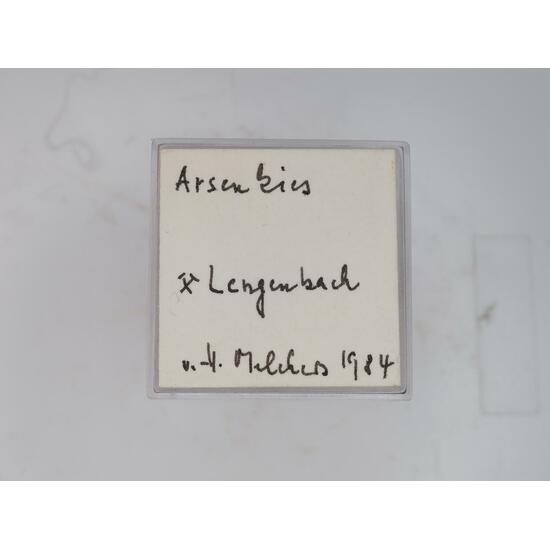 Arsenkies
⚒ Lengenbach
v. H. Melchers 1984